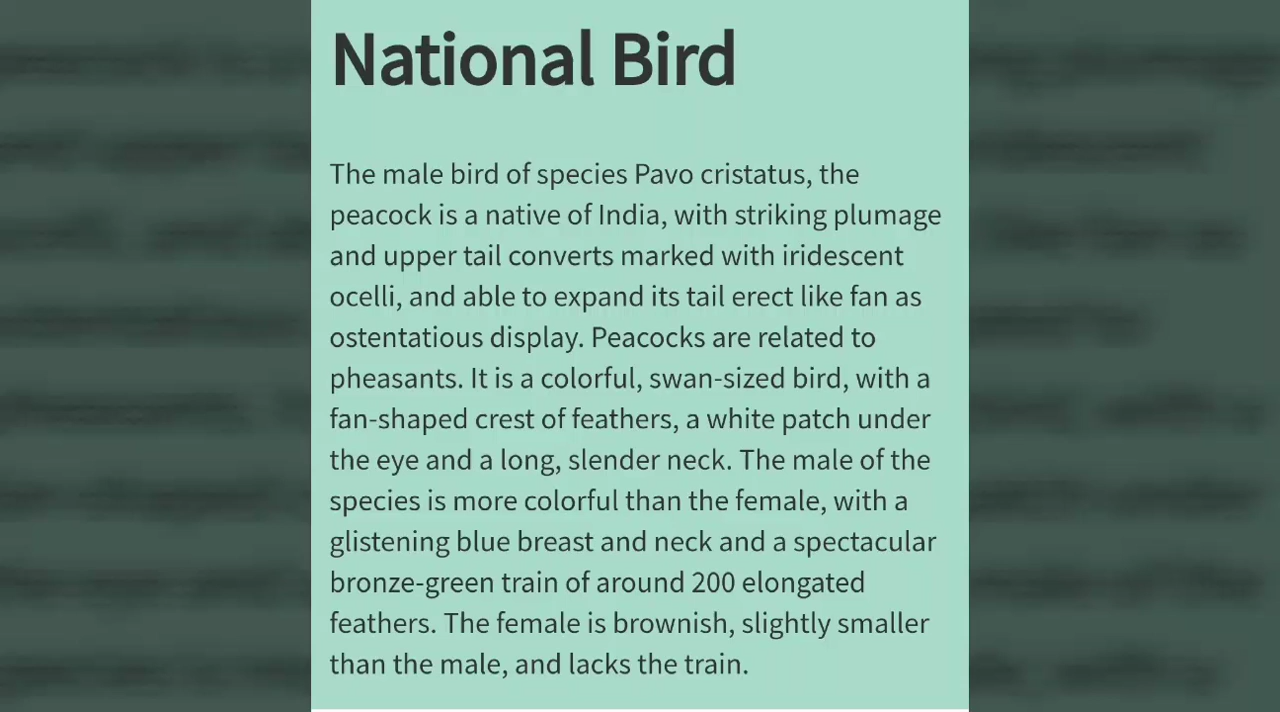 National Bird
The male bird of species Pavo cristatus, the
peacock is a native of India, with striking plumage
and upper tail converts marked with iridescent
ocelli, and able to expand its tail erect like fan as
ostentatious display. Peacocks are related to
pheasants. It is a colorful, swan-sized bird, with a
fan-shaped crest of feathers, a white patch under
the eye and a long, slender neck. The male of the
species is more colorful than the female, with a
glistening blue breast and neck and a spectacular
bronze-green train of around 200 elongated
feathers. The female is brownish, slightly smaller
than the male, and lacks the train.